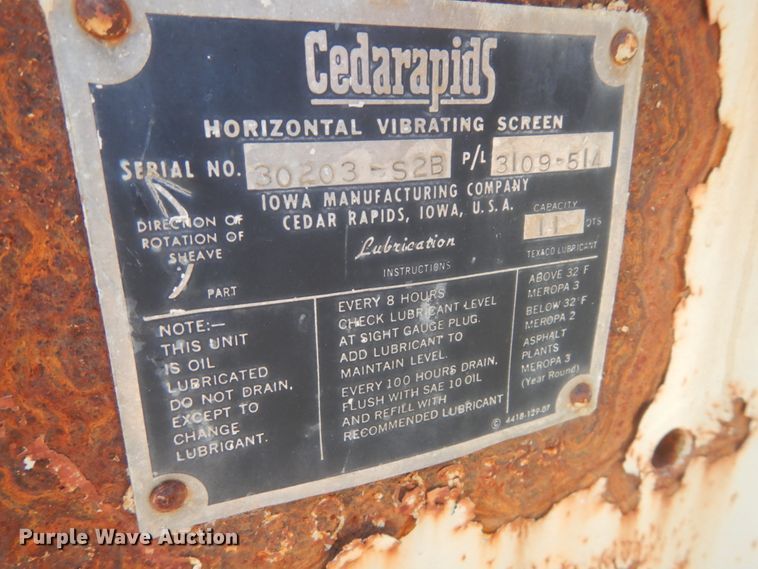 Cedarapids
HORIZONTAL VIBRATING SCREEN
SERIAL NO. 30203-S2B P/L 3109-514
IOWA MANUFACTURING COMPANY
CEDAR RAPIDS, IOWA, U.S.A.
CAPACITY
11 QTS
TEXACO LUBRICANT
DIRECTION OF
ROTATION OF
SHEAVE
PART
Lubrication
INSTRUCTIONS
NOTE:—
THIS UNIT
IS OIL
LUBRICATED
DO NOT DRAIN,
EXCEPT TO
CHANGE
LUBRICANT.
EVERY 8 HOURS
CHECK LUBRICANT LEVEL
AT SIGHT GAUGE PLUG.
ADD LUBRICANT TO
MAINTAIN LEVEL.
EVERY 100 HOURS DRAIN,
FLUSH WITH SAE 10 OIL
AND REFILL WITH
RECOMMENDED LUBRICANT
ABOVE 32°F
MEROPA 3
BELOW 32°F
MEROPA 2
ASPHALT
PLANTS
MEROPA 3
(Year Round)
© 4418-129-07
Purple Wave Auction